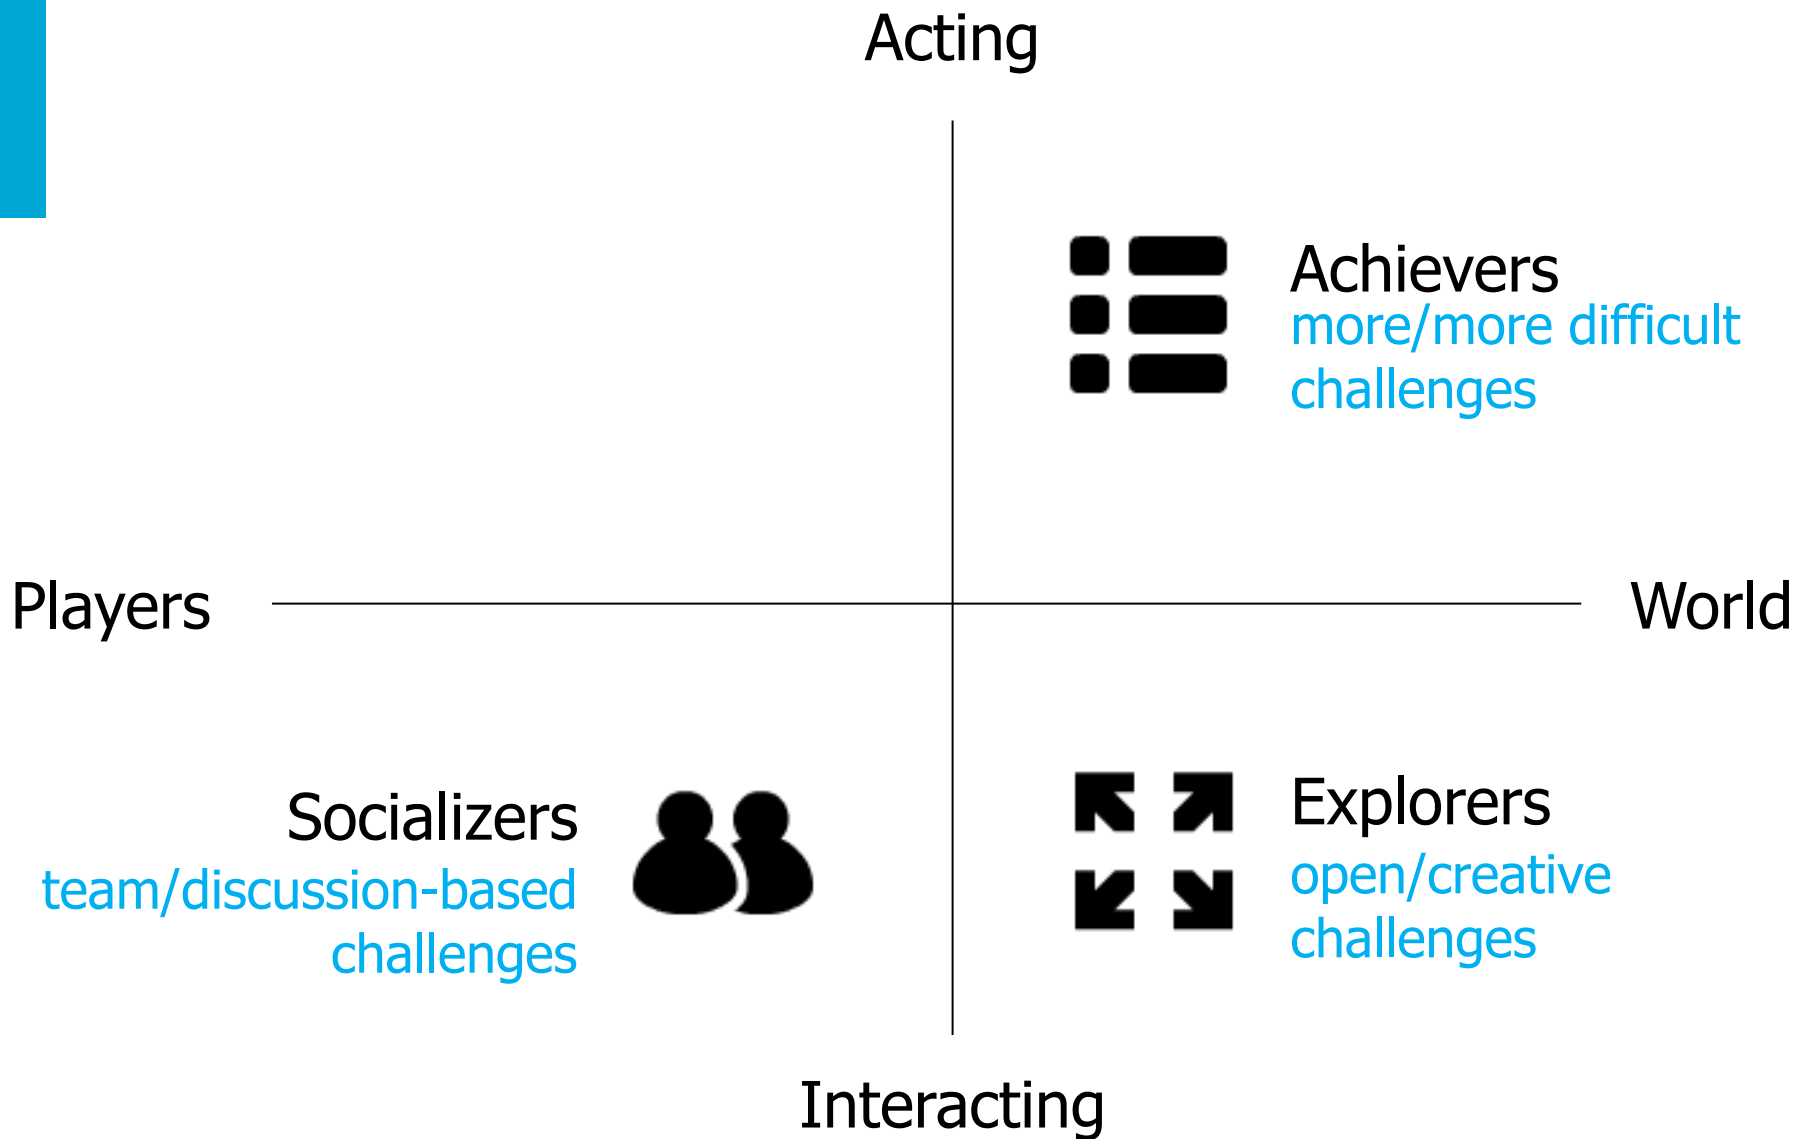 Acting
Achievers
more/more difficult
challenges
Players
World
Socializers
team/discussion-based
challenges
Explorers
open/creative
challenges
Interacting